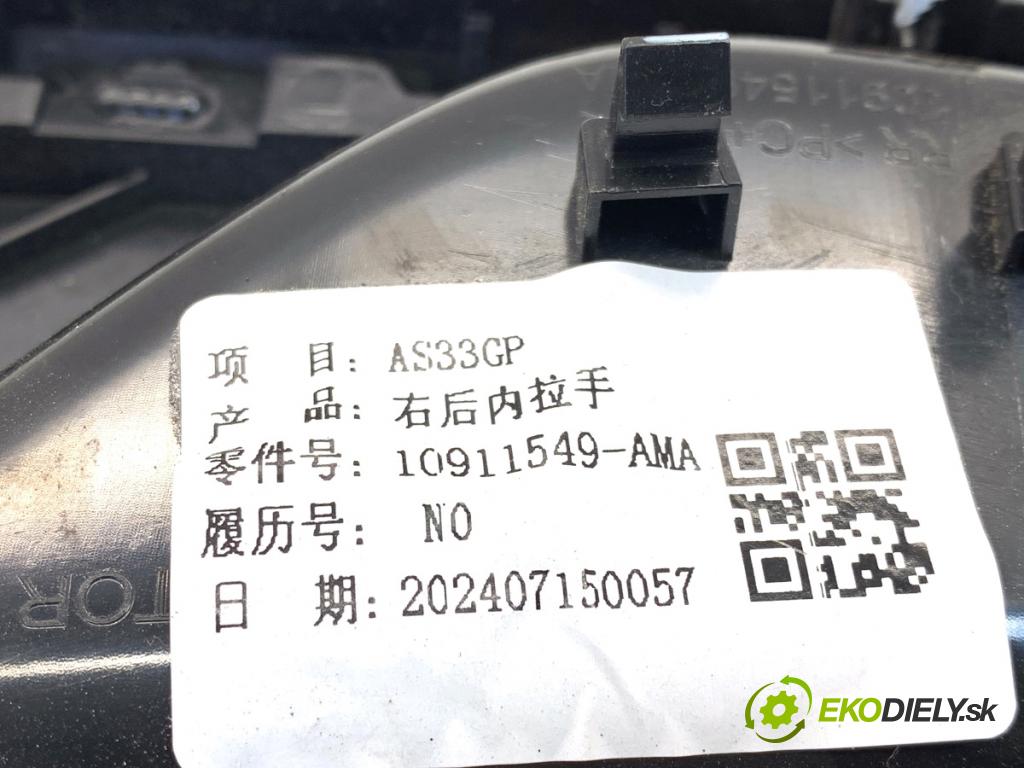 项 目: AS33GP
产 品: 右后内拉手
零件号: 10911549-AMA
履历号: NO
日 期: 202407150057
EKODIELY.sk